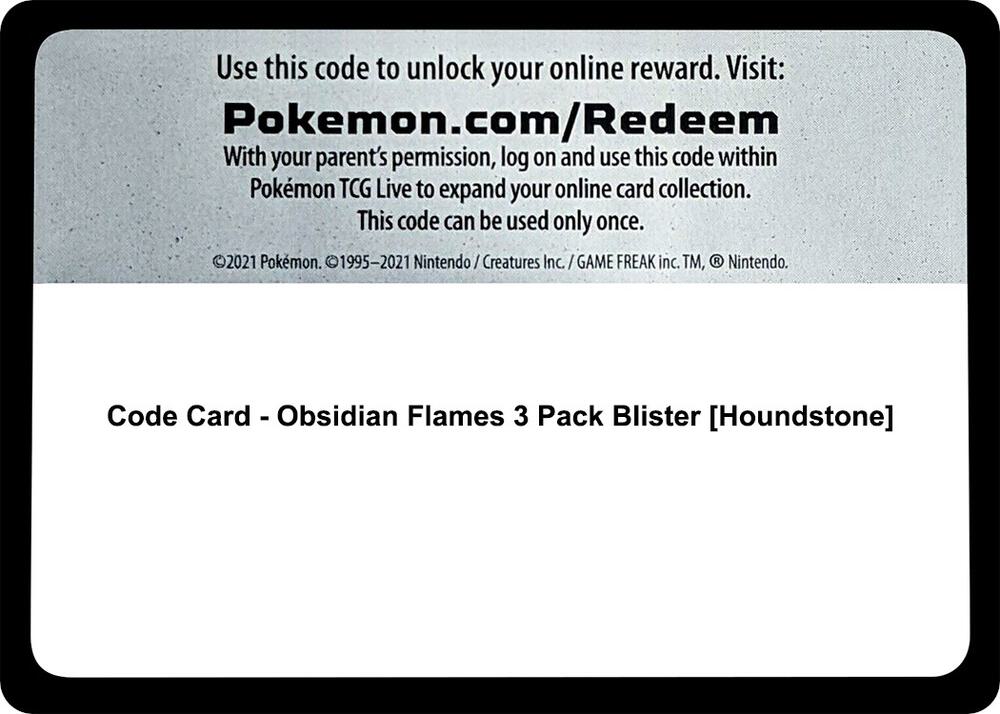 Use this code to unlock your online reward. Visit:
Pokemon.com/Redeem
With your parent's permission, log on and use this code within
Pokémon TCG Live to expand your online card collection.
This code can be used only once.
©2021 Pokémon. ©1995–2021 Nintendo / Creatures Inc. / GAME FREAK inc. TM, ® Nintendo.
Code Card - Obsidian Flames 3 Pack Blister [Houndstone]